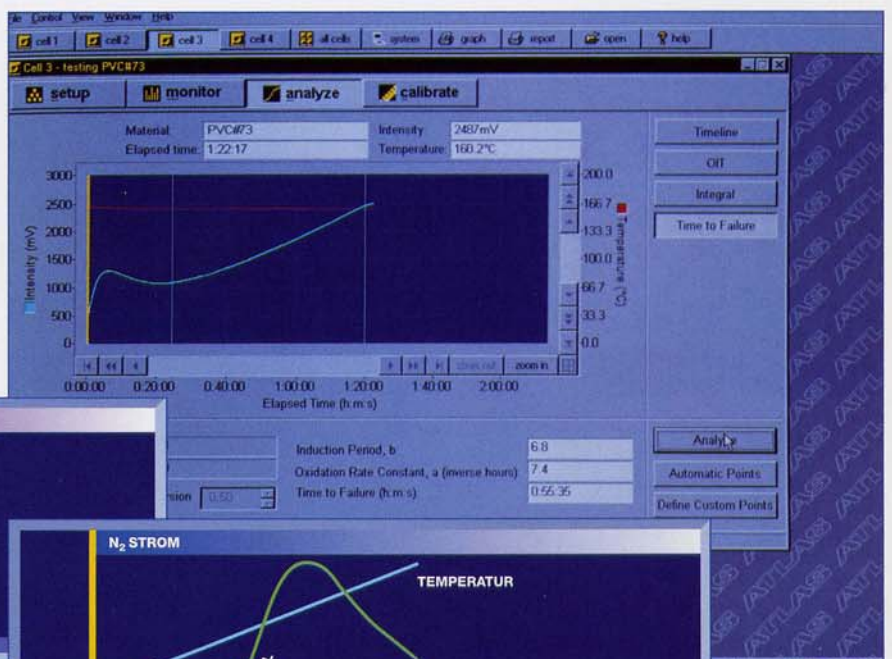 Control View Window Help
cell 1 cell 2 cell 3 cell 4 all cells system graph report open help
Cell 3 - testing PVC#73
setup monitor analyze calibrate
Material: PVC#73 Intensity 2487mV
Elapsed time: 1:22:17 Temperature: 160.2°C
Timeline
OIT
Integral
Time to Failure
3000
2500
2000
1500
1000
500
0
Intensity (mV)
200.0
166.7
133.3
100.0
66.7
33.3
0.0
Temperature (°C)
zoom out zoom in
0:00:00 0:20:00 0:40:00 1:00:00 1:20:00 1:40:00 2:00:00
Elapsed Time (h:m:s)
Induction Period, b 6.8
Oxidation Rate Constant, a (inverse hours) 7.4
0.50 Time to Failure (h:m:s) 0:55:35
Analyze
Automatic Points
Define Custom Points
N₂ STROM
TEMPERATUR
ATLAS